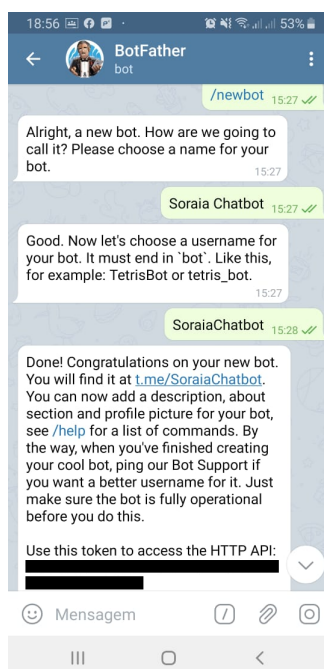 18:56 53%
BotFather
bot
/newbot 15:27
Alright, a new bot. How are we going to
call it? Please choose a name for your
bot.
15:27
Soraia Chatbot 15:27
Good. Now let's choose a username for
your bot. It must end in `bot`. Like this,
for example: TetrisBot or tetris_bot.
15:27
SoraiaChatbot 15:28
Done! Congratulations on your new bot.
You will find it at t.me/SoraiaChatbot.
You can now add a description, about
section and profile picture for your bot,
see /help for a list of commands. By
the way, when you've finished creating
your cool bot, ping our Bot Support if
you want a better username for it. Just
make sure the bot is fully operational
before you do this.
Use this token to access the HTTP API:
Mensagem